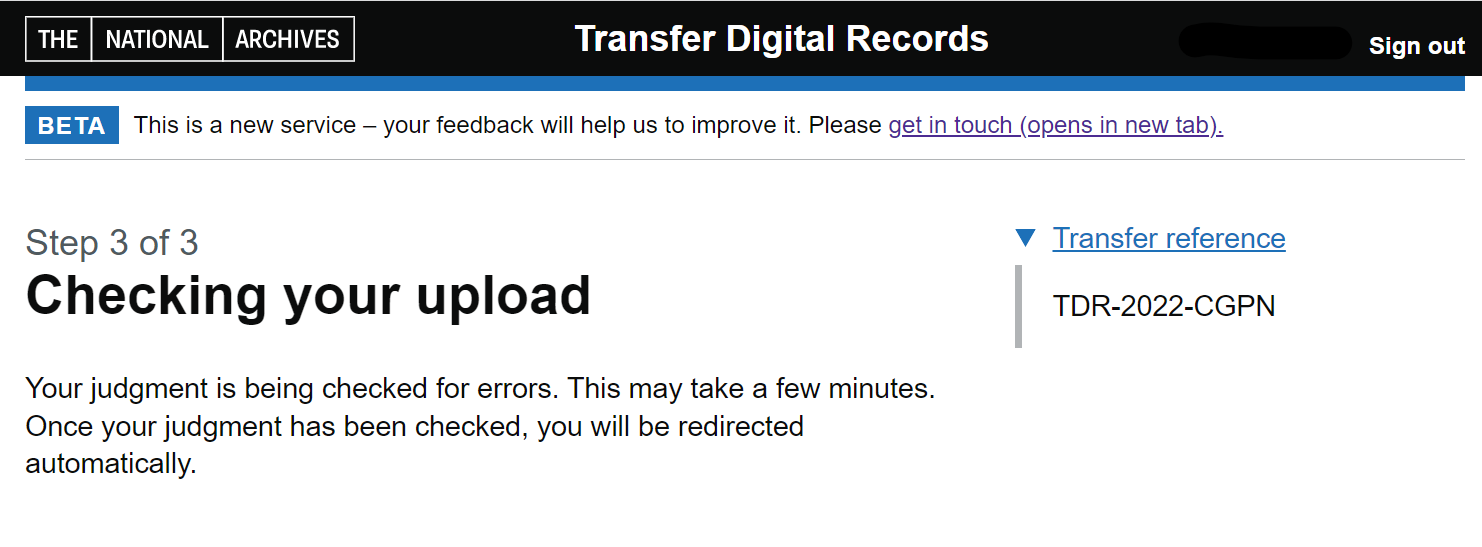 THE NATIONAL ARCHIVES
Transfer Digital Records
Sign out
BETA
This is a new service – your feedback will help us to improve it. Please get in touch (opens in new tab).
Step 3 of 3
Checking your upload
Your judgment is being checked for errors. This may take a few minutes.
Once your judgment has been checked, you will be redirected
automatically.
Transfer reference
TDR-2022-CGPN